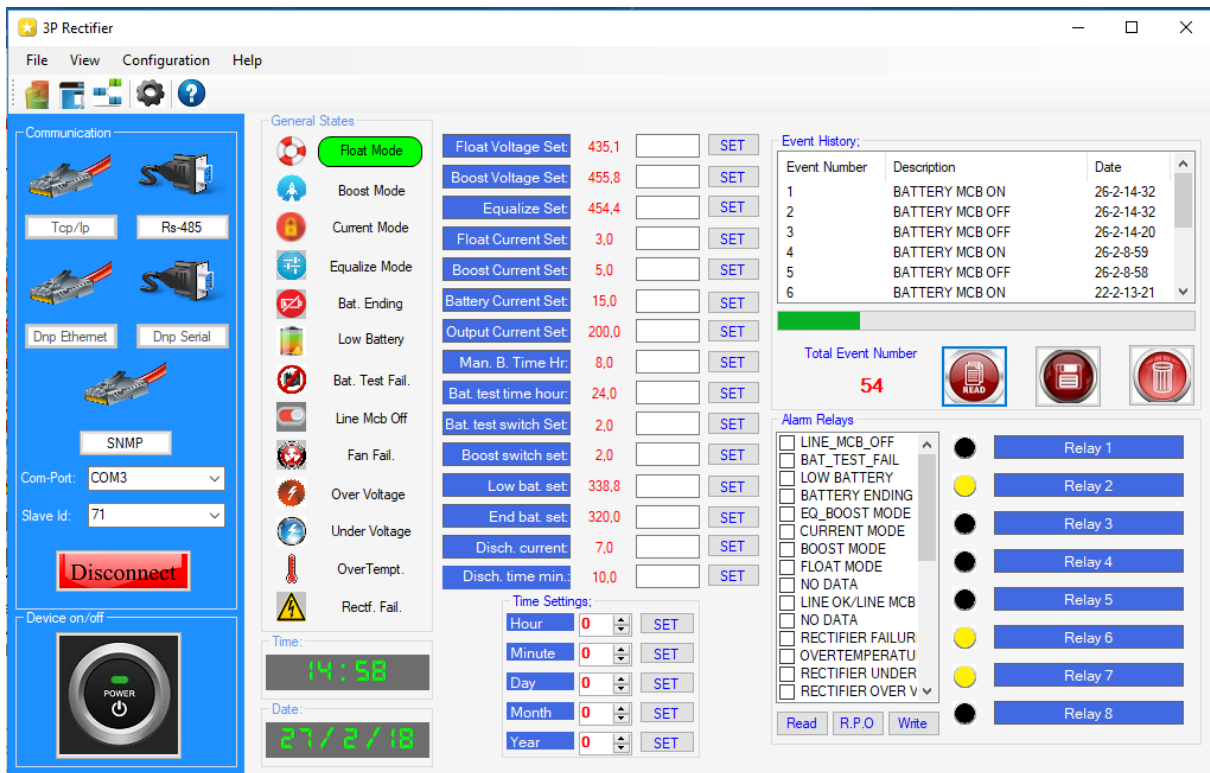 3P Rectifier
File View Configuration Help
Communication
Tcp/Ip Rs-485
Dnp Ethernet Dnp Serial
SNMP
Com-Port: COM3
Slave Id: 71
Disconnect
Device on/off
POWER
General States
Float Mode
Boost Mode
Current Mode
Equalize Mode
Bat. Ending
Low Battery
Bat. Test Fail.
Line Mcb Off
Fan Fail.
Over Voltage
Under Voltage
OverTempt.
Rectf. Fail.
Time:
14:58
Date:
27/2/18
Float Voltage Set: 435,1 SET
Boost Voltage Set: 455,8 SET
Equalize Set: 454,4 SET
Float Current Set: 3,0 SET
Boost Current Set: 5,0 SET
Battery Current Set: 15,0 SET
Output Current Set: 200,0 SET
Man. B. Time Hr: 8,0 SET
Bat. test time hour: 24,0 SET
Bat. test switch Set: 2,0 SET
Boost switch set: 2,0 SET
Low bat. set: 338,8 SET
End bat. set: 320,0 SET
Disch. current: 7,0 SET
Disch. time min.: 10,0 SET
Time Settings;
Hour 0 SET
Minute 0 SET
Day 0 SET
Month 0 SET
Year 0 SET
Event History;
Event Number Description Date
1 BATTERY MCB ON 26-2-14-32
2 BATTERY MCB OFF 26-2-14-32
3 BATTERY MCB OFF 26-2-14-20
4 BATTERY MCB ON 26-2-8-59
5 BATTERY MCB OFF 26-2-8-58
6 BATTERY MCB ON 22-2-13-21
Total Event Number
54
READ
Alarm Relays
LINE_MCB_OFF
BAT_TEST_FAIL
LOW BATTERY
BATTERY ENDING
EQ_BOOST MODE
CURRENT MODE
BOOST MODE
FLOAT MODE
NO DATA
LINE OK/LINE MCB
NO DATA
RECTIFIER FAILUR
OVERTEMPERATU
RECTIFIER UNDER
RECTIFIER OVER V
Read R.P.O Write
Relay 1
Relay 2
Relay 3
Relay 4
Relay 5
Relay 6
Relay 7
Relay 8